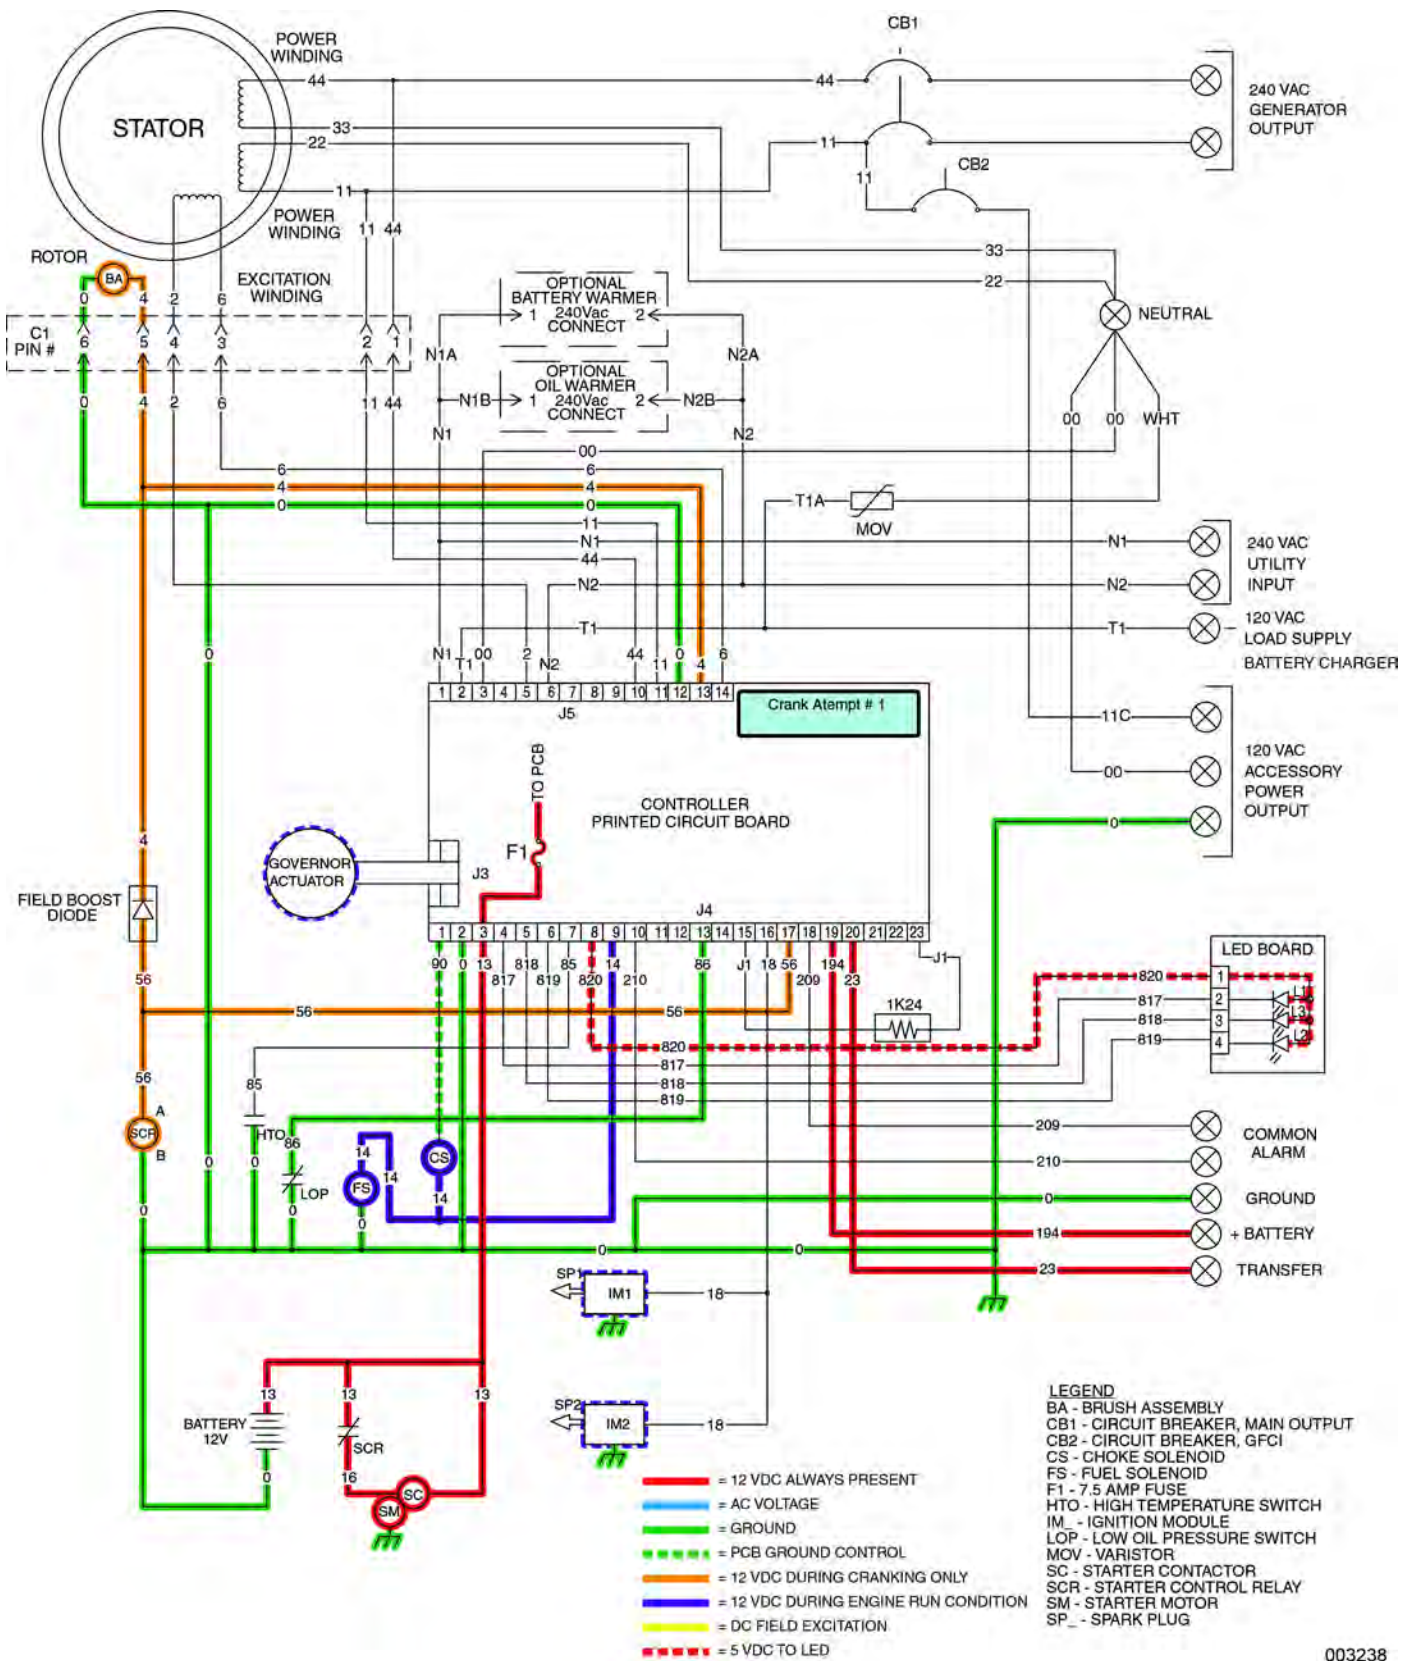 CB1
POWER
WINDING
44
44
240 VAC
GENERATOR
OUTPUT
STATOR
33
22
11
CB2
11
11
POWER
WINDING
11 44
33
22
ROTOR
BA
EXCITATION
WINDING
0 4 2 6
C1
PIN #
6 5 4 3 2 1
OPTIONAL
BATTERY WARMER
1 240Vac 2
CONNECT
NEUTRAL
N1A
N2A
OPTIONAL
OIL WARMER
1 240Vac 2
CONNECT
N1B
N2B
0 4 2 6 11 44
N1
N2
00 00 WHT
00
6 6
4 4
0 0
T1A
MOV
11
N1 N1
44
N2 N2
240 VAC
UTILITY
INPUT
T1 T1
120 VAC
LOAD SUPPLY
BATTERY CHARGER
0
N1 T1 00 2 N2 44 11 0 4 6
1 2 3 4 5 6 7 8 9 10 11 12 13 14
J5
Crank Atempt # 1
11C
00
0
120 VAC
ACCESSORY
POWER
OUTPUT
TO PCB
CONTROLLER
PRINTED CIRCUIT BOARD
F1
4
GOVERNOR
ACTUATOR
J3
FIELD BOOST
DIODE
J4
1 2 3 4 5 6 7 8 9 10 11 12 13 14 15 16 17 18 19 20 21 22 23
90 0 13 817 818 819 85 820 14 210 86 J1 18 56 209 194 23 J1
LED BOARD
56
820 1 L1
817 2
818 3 L3
819 4 L2
1K24
56 56
820
817
818
819
56
85
A
SCR
B
HTO
86
LOP
14
FS
14
CS
14
0 0 0 0 0
209
210
COMMON
ALARM
0 GROUND
194 + BATTERY
23 TRANSFER
0 0
SP1
IM1
18
SP2
IM2
18
13 13 13
BATTERY
12V
SCR
0
16
SC
SM
= 12 VDC ALWAYS PRESENT
= AC VOLTAGE
= GROUND
= PCB GROUND CONTROL
= 12 VDC DURING CRANKING ONLY
= 12 VDC DURING ENGINE RUN CONDITION
= DC FIELD EXCITATION
= 5 VDC TO LED
LEGEND
BA - BRUSH ASSEMBLY
CB1 - CIRCUIT BREAKER, MAIN OUTPUT
CB2 - CIRCUIT BREAKER, GFCI
CS - CHOKE SOLENOID
FS - FUEL SOLENOID
F1 - 7.5 AMP FUSE
HTO - HIGH TEMPERATURE SWITCH
IM_ - IGNITION MODULE
LOP - LOW OIL PRESSURE SWITCH
MOV - VARISTOR
SC - STARTER CONTACTOR
SCR - STARTER CONTROL RELAY
SM - STARTER MOTOR
SP_ - SPARK PLUG
003238